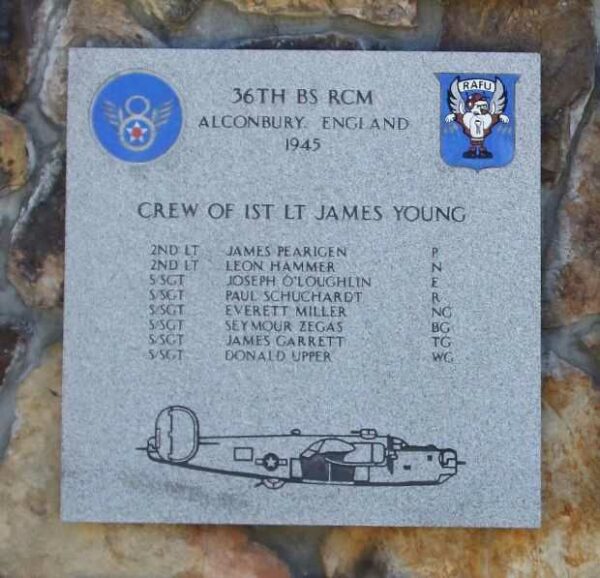 36TH BS RCM
ALCONBURY, ENGLAND
1945
RAFU
CREW OF 1ST LT JAMES YOUNG
2ND LT JAMES PEARIGEN P
2ND LT LEON HAMMER N
S/SGT JOSEPH O'LOUGHLIN E
S/SGT PAUL SCHUCHARDT R
S/SGT EVERETT MILLER NG
S/SGT SEYMOUR ZEGAS BG
S/SGT JAMES GARRETT TG
S/SGT DONALD UPPER WG